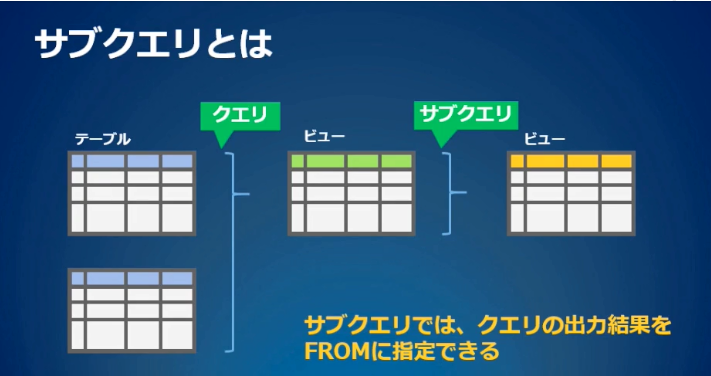 サブクエリとは
クエリ
サブクエリ
テーブル
ビュー
ビュー
サブクエリでは、クエリの出力結果を
FROMに指定できる